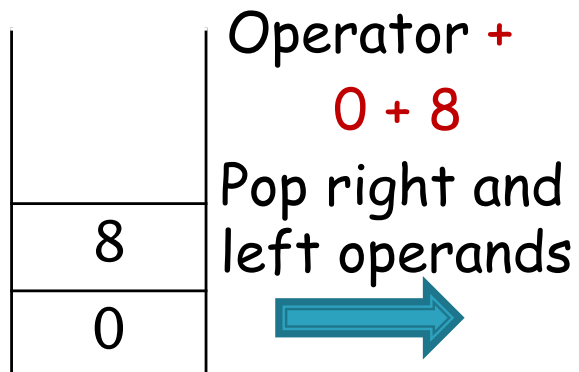 Operator +
0 + 8
Pop right and
left operands
8
0